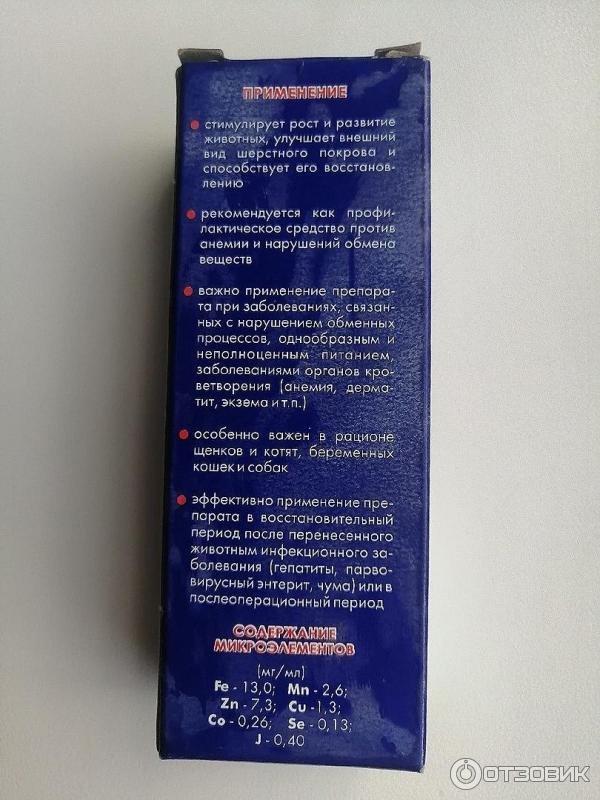 ПРИМЕНЕНИЕ
• стимулирует рост и развитие
животных, улучшает внешний
вид шерстного покрова и
способствует его восстанов-
лению
• рекомендуется как профи-
лактическое средство против
анемии и нарушений обмена
веществ
• важно применение препара-
та при заболеваниях, связан-
ных с нарушением обменных
процессов, однообразным и
неполноценным питанием,
заболеваниями органов кро-
ветворения (анемия, дерма-
тит, экзема и т.п.)
• особенно важен в рационе
щенков и котят, беременных
кошек и собак
• эффективно применение пре-
парата в восстановительный
период после перенесенного
животным инфекционного за-
болевания (гепатиты, парво-
вирусный энтерит, чума) или в
послеоперационный период
СОДЕРЖАНИЕ
МИКРОЭЛЕМЕНТОВ
(мг/мл)
Fe - 13,0; Mn - 2,6;
Zn - 7,3; Cu - 1,3;
Co - 0,26; Se - 0,13;
J - 0,40
ОТЗОВИК